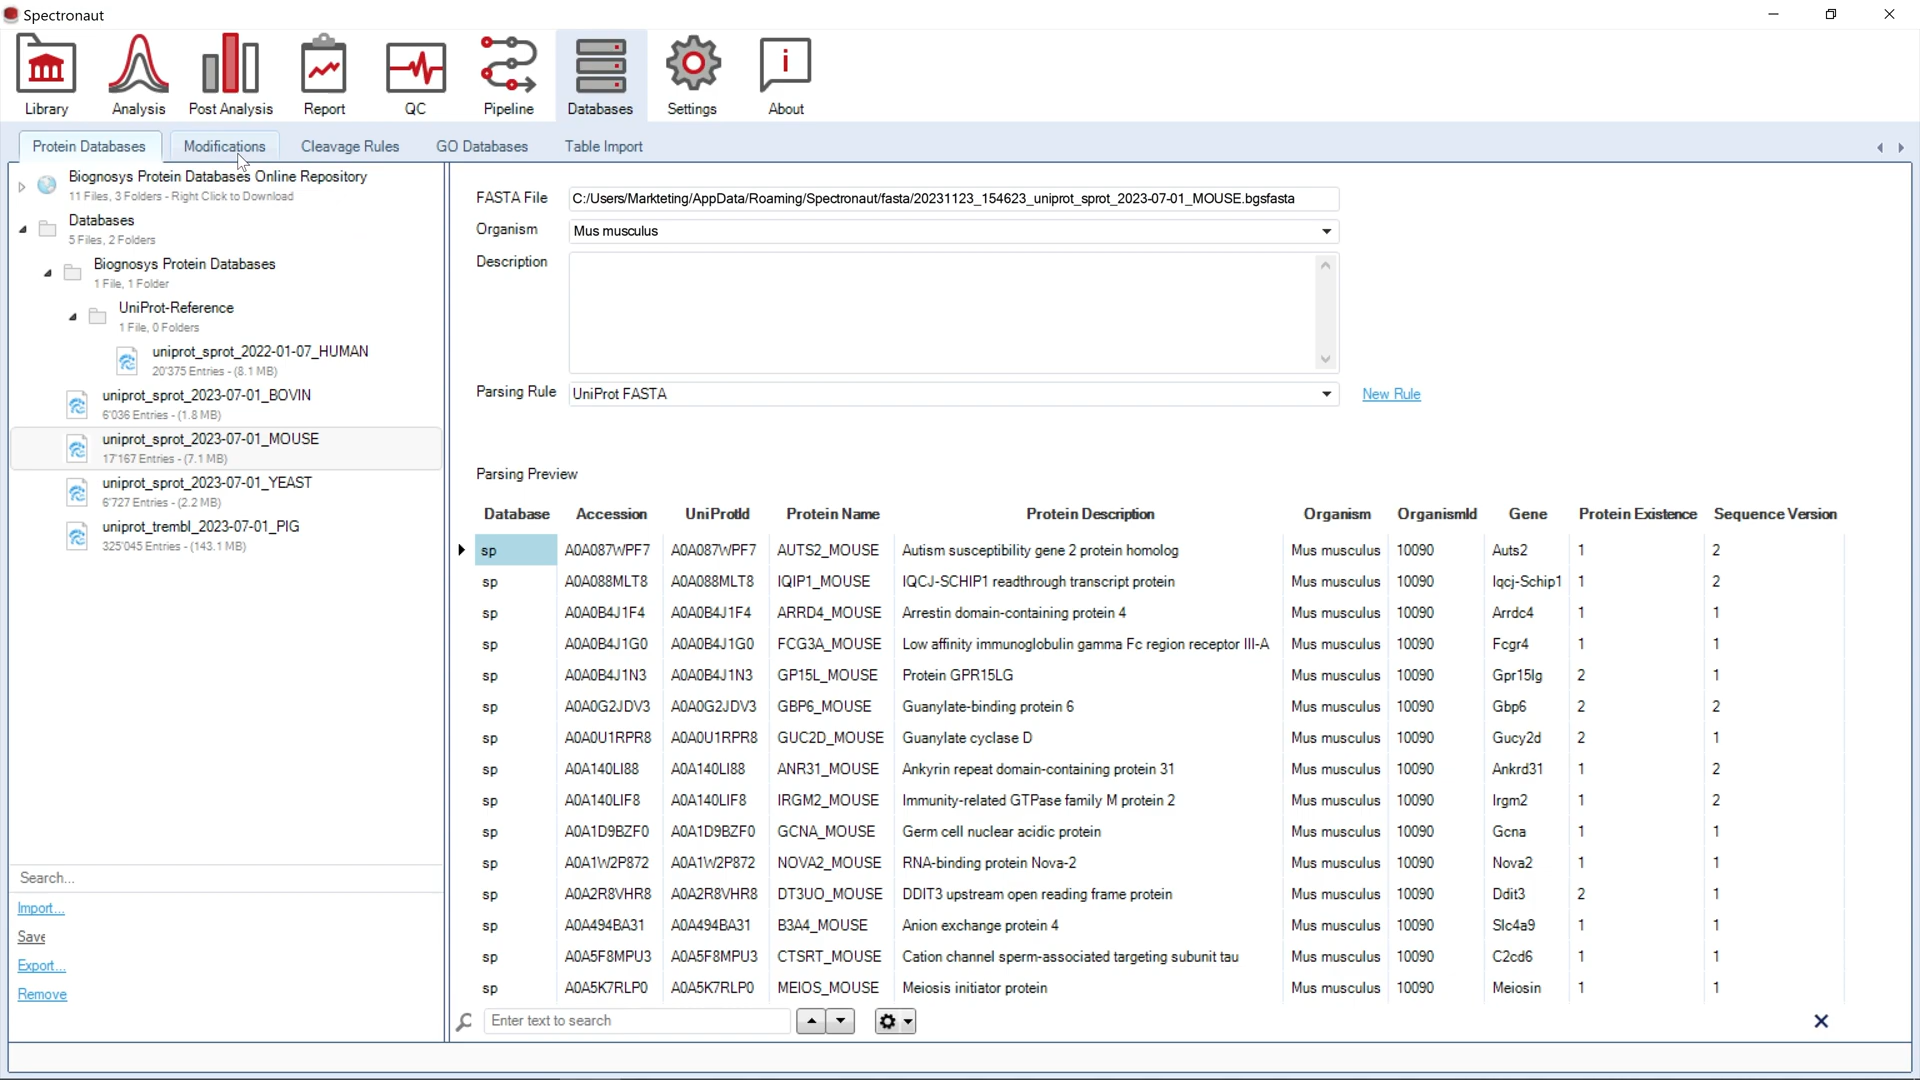 Spectronaut
Library Analysis Post Analysis Report QC Pipeline Databases Settings About
Protein Databases Modifications Cleavage Rules GO Databases Table Import
Biognosys Protein Databases Online Repository
11 Files, 3 Folders - Right Click to Download
Databases
5 Files, 2 Folders
Biognosys Protein Databases
1 File, 1 Folder
UniProt-Reference
1 File, 0 Folders
uniprot_sprot_2022-01-07_HUMAN
20'375 Entries - (8.1 MB)
uniprot_sprot_2023-07-01_BOVIN
6'036 Entries - (1.8 MB)
uniprot_sprot_2023-07-01_MOUSE
17'167 Entries - (7.1 MB)
uniprot_sprot_2023-07-01_YEAST
6'727 Entries - (2.2 MB)
uniprot_trembl_2023-07-01_PIG
325'045 Entries - (143.1 MB)
Search...
Import...
Save
Export...
Remove
FASTA File C:/Users/Markteting/AppData/Roaming/Spectronaut/fasta/20231123_154623_uniprot_sprot_2023-07-01_MOUSE.bgsfasta
Organism Mus musculus
Description
Parsing Rule UniProt FASTA New Rule
Parsing Preview
Database Accession UniProtId Protein Name Protein Description Organism OrganismId Gene Protein Existence Sequence Version
sp A0A087WPF7 A0A087WPF7 AUTS2_MOUSE Autism susceptibility gene 2 protein homolog Mus musculus 10090 Auts2 1 2
sp A0A088MLT8 A0A088MLT8 IQIP1_MOUSE IQCJ-SCHIP1 readthrough transcript protein Mus musculus 10090 Iqcj-Schip1 1 2
sp A0A0B4J1F4 A0A0B4J1F4 ARRD4_MOUSE Arrestin domain-containing protein 4 Mus musculus 10090 Arrdc4 1 1
sp A0A0B4J1G0 A0A0B4J1G0 FCG3A_MOUSE Low affinity immunoglobulin gamma Fc region receptor III-A Mus musculus 10090 Fcgr4 1 1
sp A0A0B4J1N3 A0A0B4J1N3 GP15L_MOUSE Protein GPR15LG Mus musculus 10090 Gpr15lg 2 1
sp A0A0G2JDV3 A0A0G2JDV3 GBP6_MOUSE Guanylate-binding protein 6 Mus musculus 10090 Gbp6 2 2
sp A0A0U1RPR8 A0A0U1RPR8 GUC2D_MOUSE Guanylate cyclase D Mus musculus 10090 Gucy2d 2 1
sp A0A140LI88 A0A140LI88 ANR31_MOUSE Ankyrin repeat domain-containing protein 31 Mus musculus 10090 Ankrd31 1 2
sp A0A140LIF8 A0A140LIF8 IRGM2_MOUSE Immunity-related GTPase family M protein 2 Mus musculus 10090 Irgm2 1 2
sp A0A1D9BZF0 A0A1D9BZF0 GCNA_MOUSE Germ cell nuclear acidic protein Mus musculus 10090 Gcna 1 1
sp A0A1W2P872 A0A1W2P872 NOVA2_MOUSE RNA-binding protein Nova-2 Mus musculus 10090 Nova2 1 1
sp A0A2R8VHR8 A0A2R8VHR8 DT3UO_MOUSE DDIT3 upstream open reading frame protein Mus musculus 10090 Ddit3 2 1
sp A0A494BA31 A0A494BA31 B3A4_MOUSE Anion exchange protein 4 Mus musculus 10090 Slc4a9 1 1
sp A0A5F8MPU3 A0A5F8MPU3 CTSRT_MOUSE Cation channel sperm-associated targeting subunit tau Mus musculus 10090 C2cd6 1 1
sp A0A5K7RLP0 A0A5K7RLP0 MEIOS_MOUSE Meiosis initiator protein Mus musculus 10090 Meiosin 1 1
Enter text to search